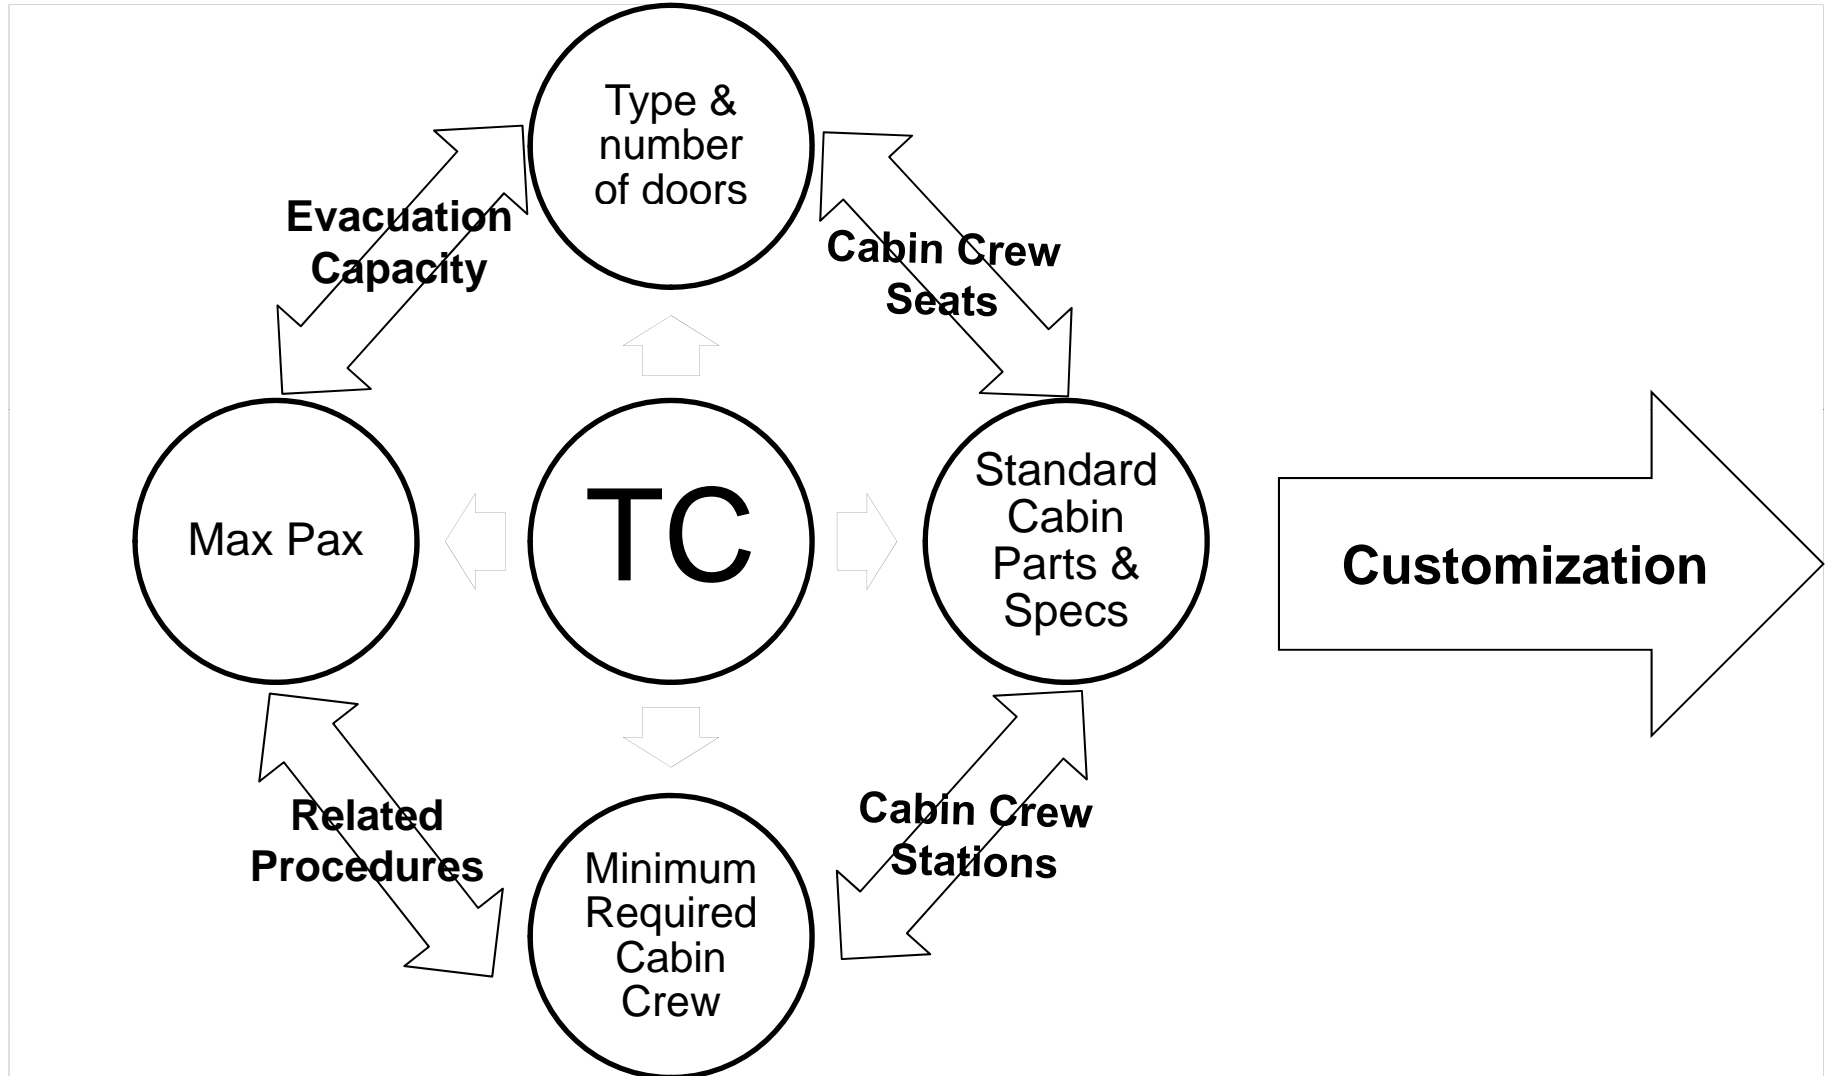 Type &
number
of doors
Evacuation
Capacity
Cabin Crew
Seats
Max Pax
TC
Standard
Cabin
Parts &
Specs
Customization
Related
Procedures
Cabin Crew
Stations
Minimum
Required
Cabin
Crew